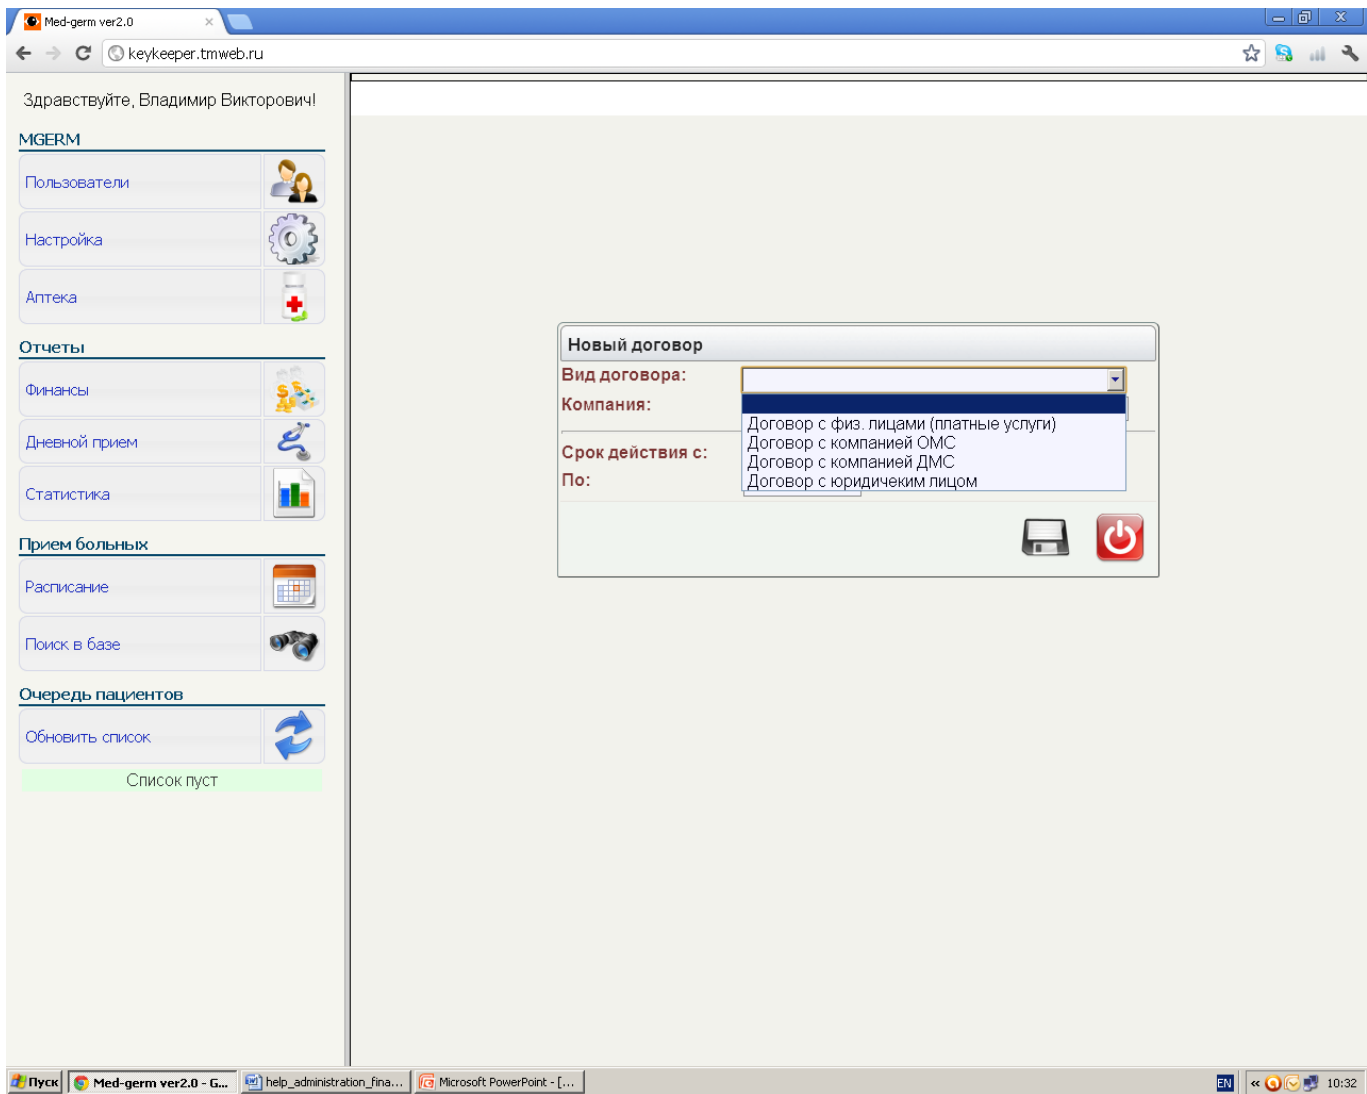 Med-germ ver2.0
keykeeper.tmweb.ru
Здравствуйте, Владимир Викторович!
MGERM
Пользователи
Настройка
Аптека
Отчеты
Финансы
Дневной прием
Статистика
Прием больных
Расписание
Поиск в базе
Очередь пациентов
Обновить список
Список пуст
Новый договор
Вид договора:
Компания:
Договор с физ. лицами (платные услуги)
Договор с компанией ОМС
Договор с компанией ДМС
Договор с юридичеким лицом
Срок действия с:
По:
Пуск
Med-germ ver2.0 - G...
help_administration_fina...
Microsoft PowerPoint - [...
EN
10:32